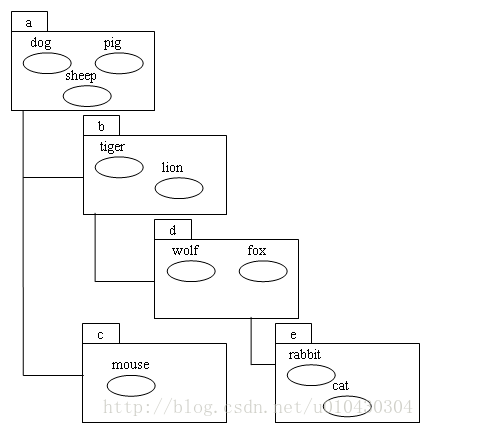 a
dog pig
sheep
b
tiger
lion
d
wolf fox
c
mouse
e
rabbit
cat
http://blog.csdn.net/u010430304